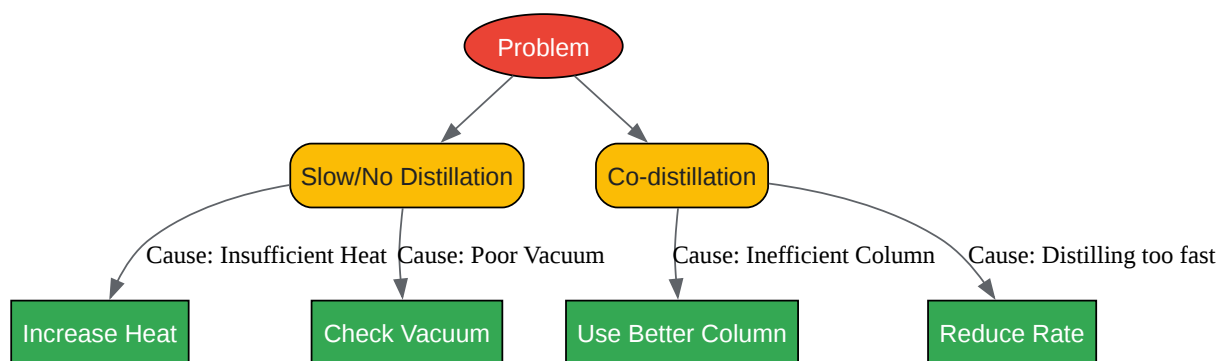 Problem
Slow/No Distillation
Co-distillation
Cause: Insufficient Heat
Cause: Poor Vacuum
Cause: Inefficient Column
Cause: Distilling too fast
Increase Heat
Check Vacuum
Use Better Column
Reduce Rate